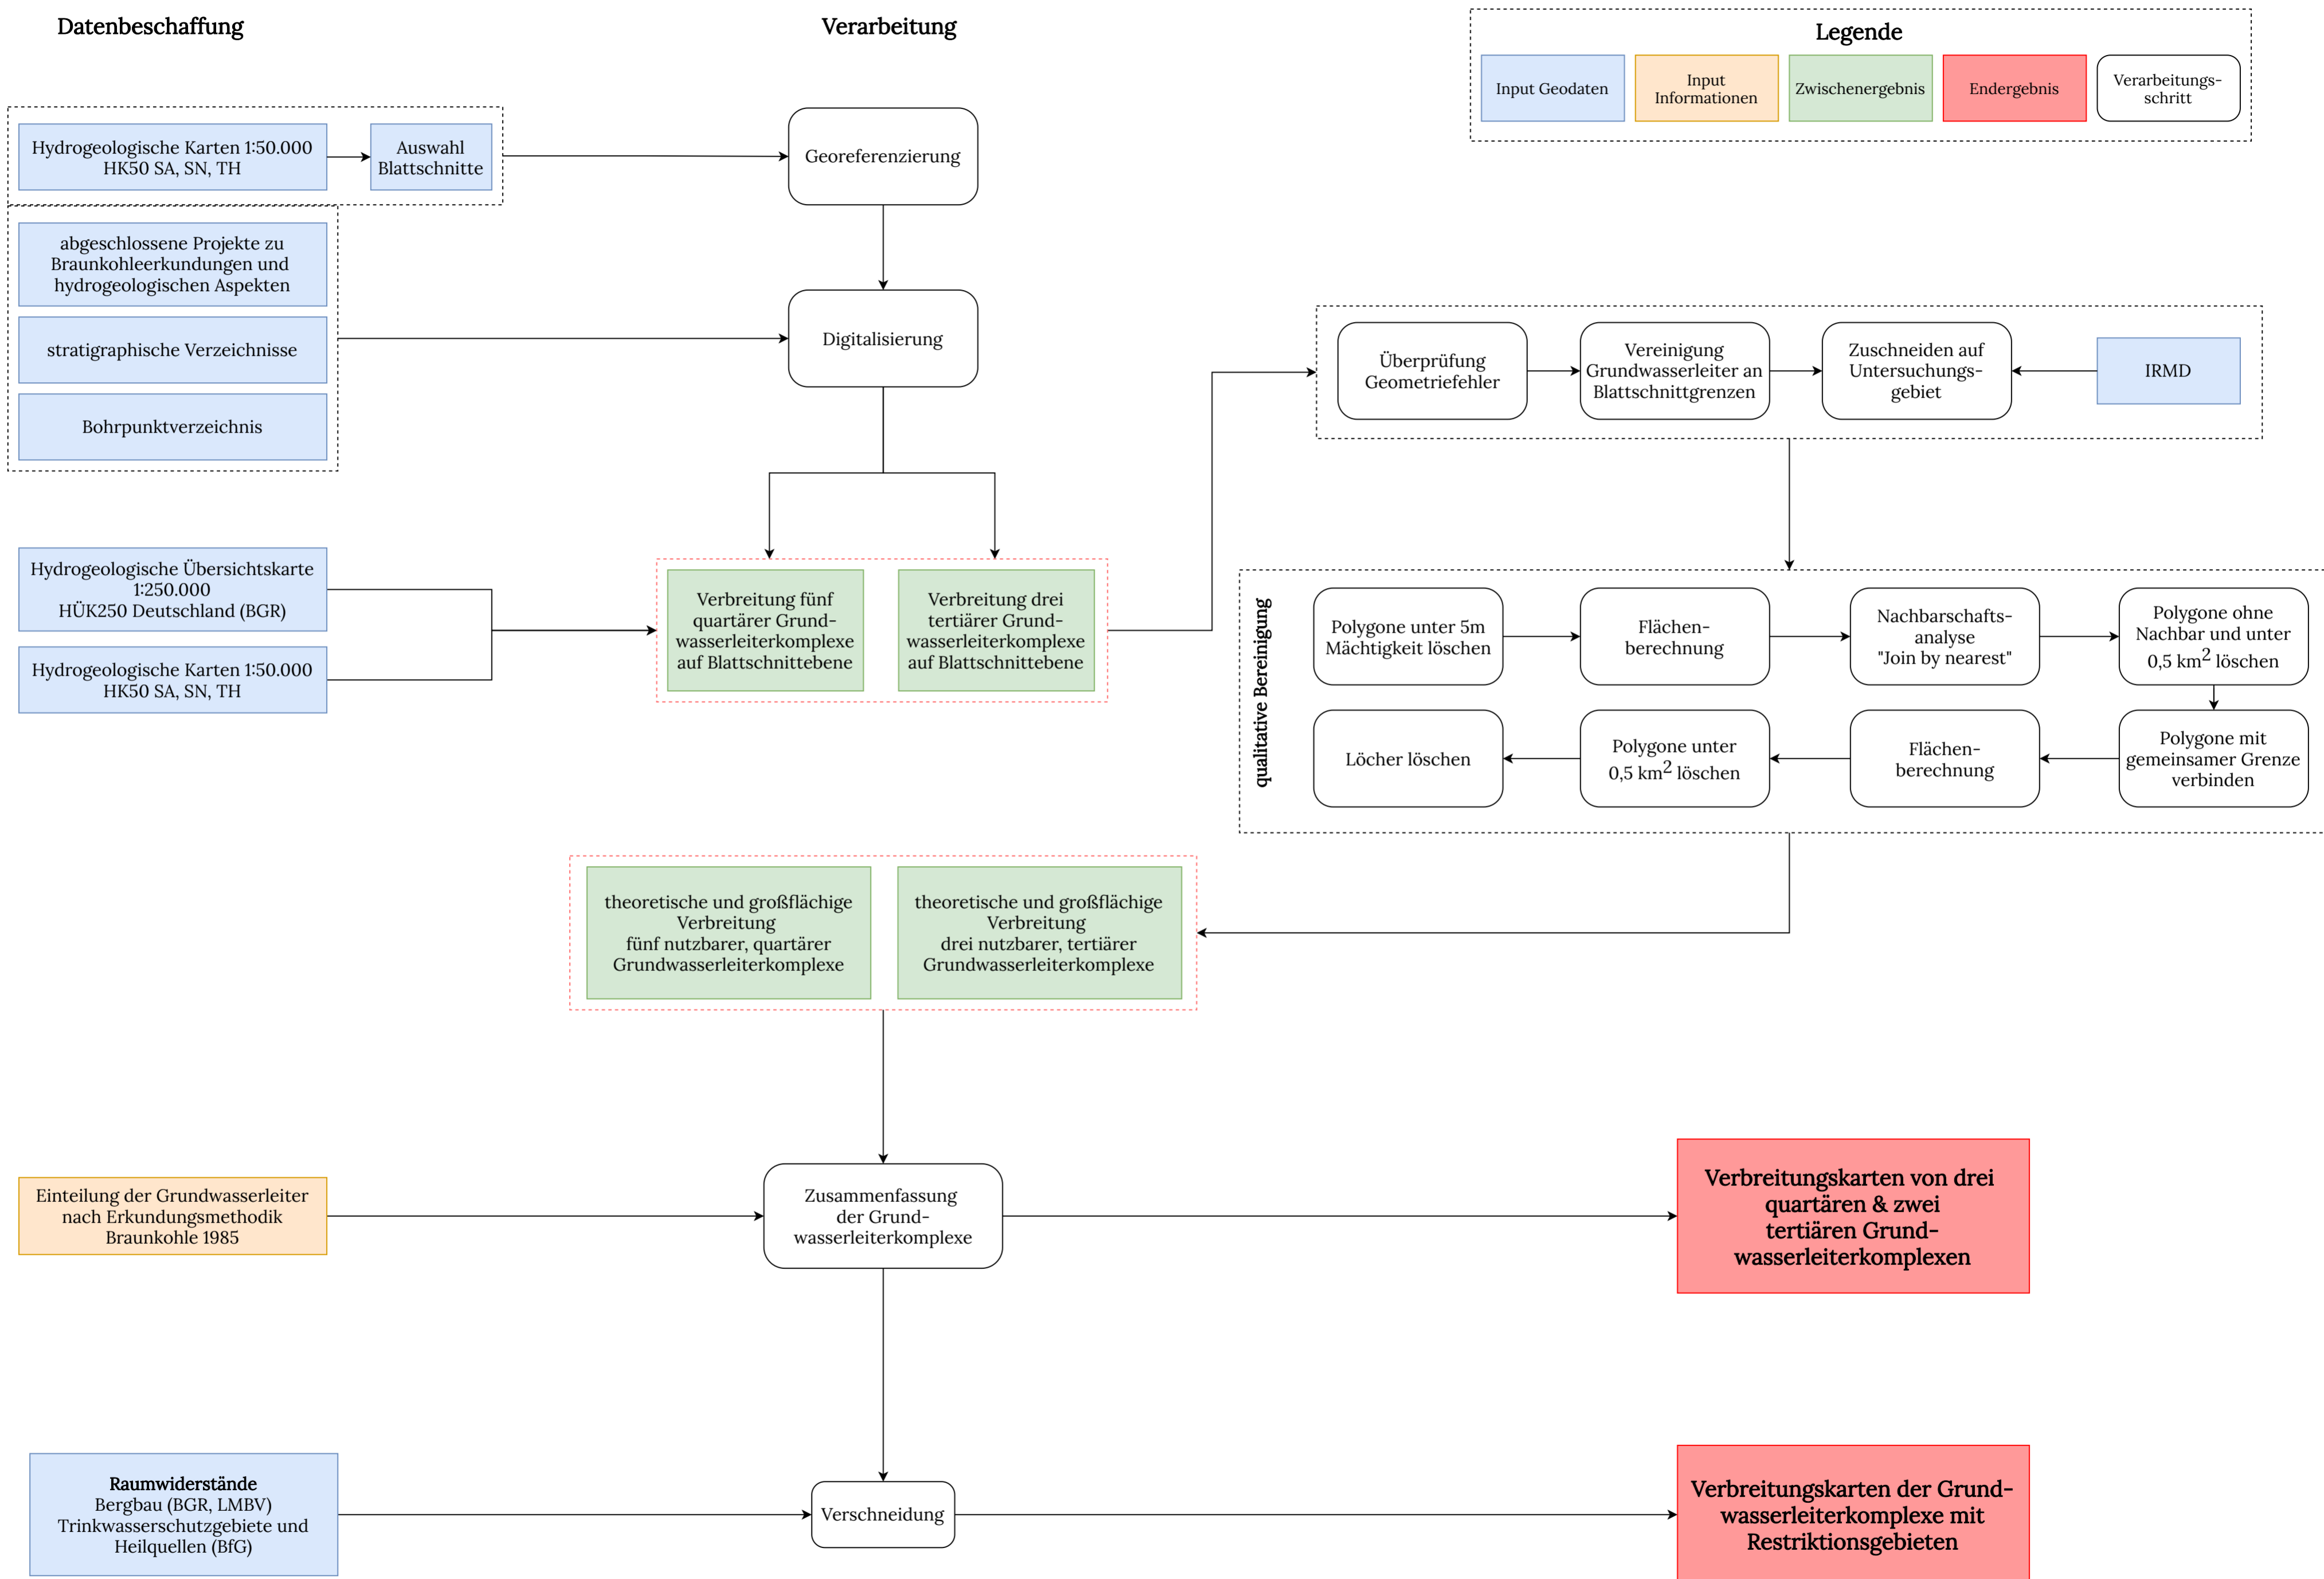 Datenbeschaffung
Verarbeitung
Legende
Input Geodaten
Input
Informationen
Zwischenergebnis
Endergebnis
Verarbeitungs-
schritt
Hydrogeologische Karten 1:50.000
HK50 SA, SN, TH
Auswahl
Blattschnitte
Georeferenzierung
abgeschlossene Projekte zu
Braunkohleerkundungen und
hydrogeologischen Aspekten
stratigraphische Verzeichnisse
Bohrpunktverzeichnis
Digitalisierung
Überprüfung
Geometriefehler
Vereinigung
Grundwasserleiter an
Blattschnittgrenzen
Zuschneiden auf
Untersuchungs-
gebiet
IRMD
Hydrogeologische Übersichtskarte
1:250.000
HÜK250 Deutschland (BGR)
Hydrogeologische Karten 1:50.000
HK50 SA, SN, TH
Verbreitung fünf
quartärer Grund-
wasserleiterkomplexe
auf Blattschnittebene
Verbreitung drei
tertiärer Grund-
wasserleiterkomplexe
auf Blattschnittebene
qualitative Bereinigung
Polygone unter 5m
Mächtigkeit löschen
Flächen-
berechnung
Nachbarschafts-
analyse
"Join by nearest"
Polygone ohne
Nachbar und unter
0,5 km² löschen
Polygone mit
gemeinsamer Grenze
verbinden
Flächen-
berechnung
Polygone unter
0,5 km² löschen
Löcher löschen
theoretische und großflächige
Verbreitung
fünf nutzbarer, quartärer
Grundwasserleiterkomplexe
theoretische und großflächige
Verbreitung
drei nutzbarer, tertiärer
Grundwasserleiterkomplexe
Einteilung der Grundwasserleiter
nach Erkundungsmethodik
Braunkohle 1985
Zusammenfassung
der Grund-
wasserleiterkomplexe
Verbreitungskarten von drei
quartären & zwei
tertiären Grund-
wasserleiterkomplexen
Raumwiderstände
Bergbau (BGR, LMBV)
Trinkwasserschutzgebiete und
Heilquellen (BfG)
Verschneidung
Verbreitungskarten der Grund-
wasserleiterkomplexe mit
Restriktionsgebieten